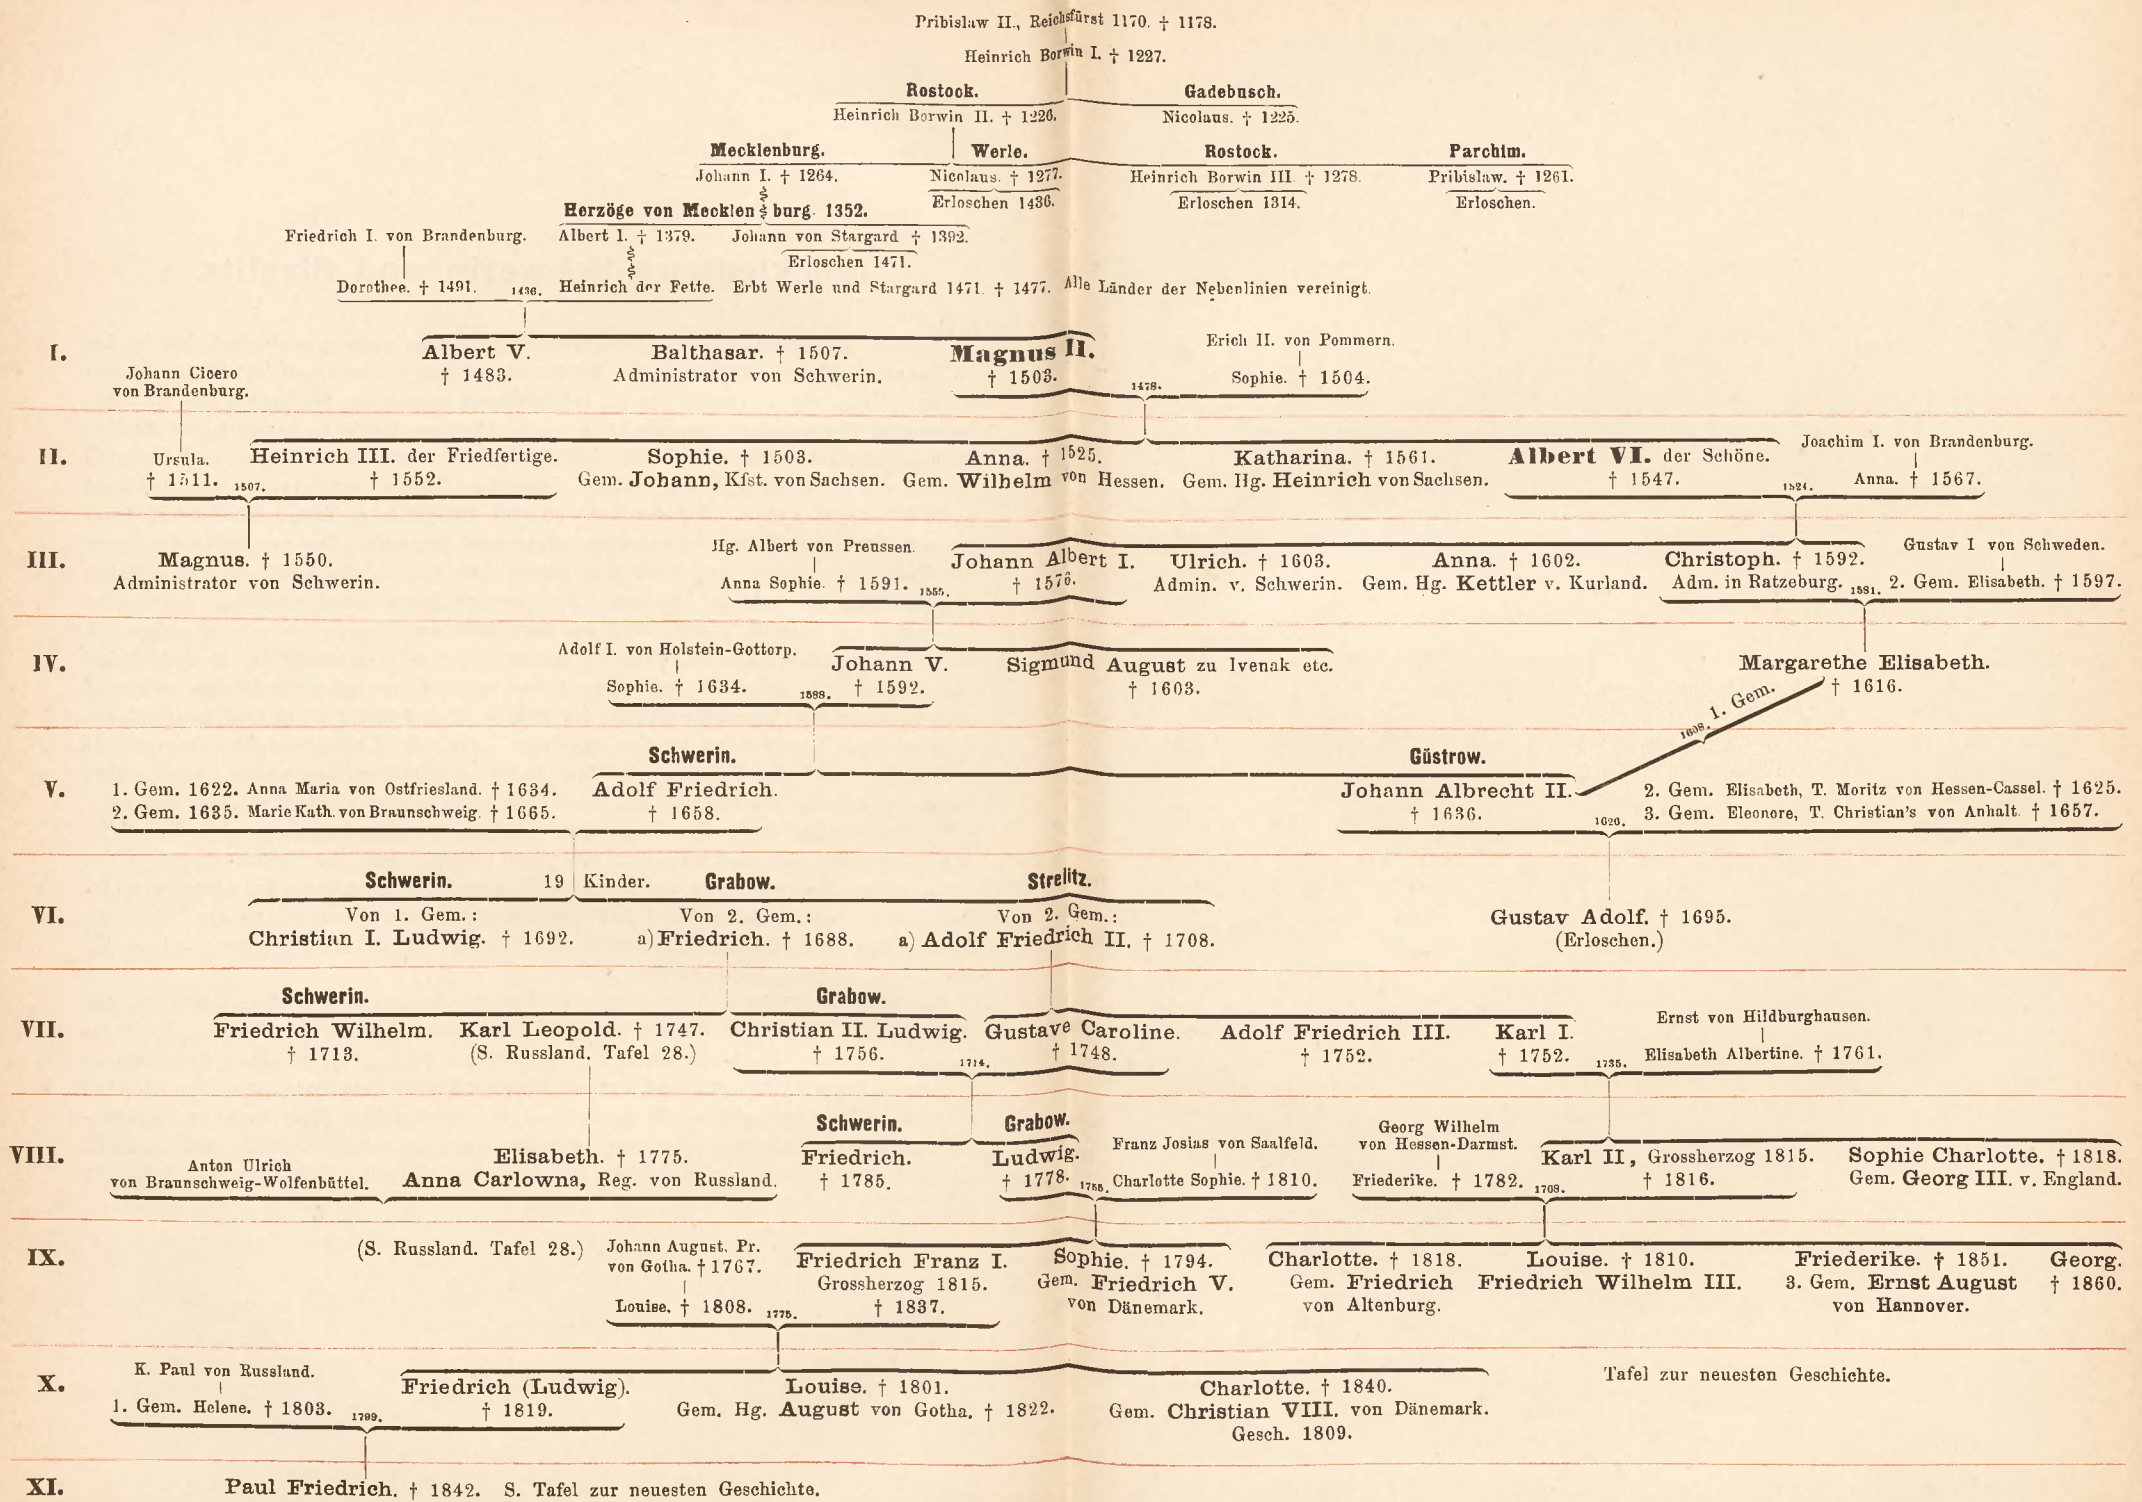 Pribislaw II., Reichsfürst 1170. † 1178.
Heinrich Borwin I. † 1227.
Rostock. Gadebusch.
Heinrich Borwin II. † 1226. Nicolaus. † 1225.
Mecklenburg. Werle. Rostock. Parchim.
Johann I. † 1264. Nicolaus. † 1277. Heinrich Borwin III. † 1278. Pribislaw. † 1261.
Erloschen 1436. Erloschen 1314. Erloschen.
Herzöge von Mecklenburg 1352.
Friedrich I. von Brandenburg. Albert I. † 1379. Johann von Stargard † 1392.
Erloschen 1471.
Dorothee. † 1491. 1436. Heinrich der Fette. Erbt Werle und Stargard 1471. † 1477. Alle Länder der Nebenlinien vereinigt.
Erich II. von Pommern.
I. Albert V. Balthasar. † 1507. Magnus II.
Johann Cicero
von Brandenburg.
† 1483. Administrator von Schwerin. † 1503. 1478. Sophie. † 1504.
Joachim I. von Brandenburg.
II. Ursula. Heinrich III. der Friedfertige. Sophie. † 1503. Anna. † 1525. Katharina. † 1561. Albert VI. der Schöne.
† 1511. 1507. † 1552. Gem. Johann, Kfst. von Sachsen. Gem. Wilhelm von Hessen. Gem. Hg. Heinrich von Sachsen. † 1547. 1524. Anna. † 1567.
Hg. Albert von Preussen. Gustav I von Schweden.
III. Magnus. † 1550. Johann Albert I. Ulrich. † 1603. Anna. † 1602. Christoph. † 1592.
Administrator von Schwerin. Anna Sophie. † 1591. 1555. † 1576. Admin. v. Schwerin. Gem. Hg. Kettler v. Kurland. Adm. in Ratzeburg. 1581. 2. Gem. Elisabeth. † 1597.
Adolf I. von Holstein-Gottorp.
IV. Johann V. Sigmund August zu Ivenak etc. Margarethe Elisabeth.
Sophie. † 1634. 1588. † 1592. † 1603. † 1616.
1608. 1. Gem.
Schwerin. Güstrow.
V. 1. Gem. 1622. Anna Maria von Ostfriesland. † 1634. Adolf Friedrich. Johann Albrecht II. 2. Gem. Elisabeth, T. Moritz von Hessen-Cassel. † 1625.
2. Gem. 1635. Marie Kath. von Braunschweig. † 1665. † 1658. † 1636. 1626. 3. Gem. Eleonore, T. Christian's von Anhalt. † 1657.
Schwerin. 19 Kinder. Grabow. Strelitz.
VI. Von 1. Gem.: Von 2. Gem.: Von 2. Gem.: Gustav Adolf. † 1695.
Christian I. Ludwig. † 1692. a) Friedrich. † 1688. a) Adolf Friedrich II. † 1708. (Erloschen.)
Schwerin. Grabow.
Ernst von Hildburghausen.
VII. Friedrich Wilhelm. Karl Leopold. † 1747. Christian II. Ludwig. Gustave Caroline. Adolf Friedrich III. Karl I.
† 1713. (S. Russland. Tafel 28.) † 1756. 1714. † 1748. † 1752. † 1752. 1735. Elisabeth Albertine. † 1761.
Schwerin. Grabow.
Georg Wilhelm
Franz Josias von Saalfeld. von Hessen-Darmst.
VIII. Elisabeth. † 1775. Friedrich. Ludwig. Karl II, Grossherzog 1815. Sophie Charlotte. † 1818.
Anton Ulrich
von Braunschweig-Wolfenbüttel. Anna Carlowna, Reg. von Russland. † 1785. † 1778. 1755. Charlotte Sophie. † 1810. Friederike. † 1782. 1768. † 1816. Gem. Georg III. v. England.
(S. Russland. Tafel 28.) Johann August, Pr.
von Gotha. † 1767.
IX. Friedrich Franz I. Sophie. † 1794. Charlotte. † 1818. Louise. † 1810. Friederike. † 1851. Georg.
Grossherzog 1815. Gem. Friedrich V. Gem. Friedrich Friedrich Wilhelm III. 3. Gem. Ernst August † 1860.
Louise. † 1808. 1775. † 1837. von Dänemark. von Altenburg. von Hannover.
K. Paul von Russland. Tafel zur neuesten Geschichte.
X. Friedrich (Ludwig). Louise. † 1801. Charlotte. † 1840.
1. Gem. Helene. † 1803. 1799. † 1819. Gem. Hg. August von Gotha. † 1822. Gem. Christian VIII. von Dänemark.
Gesch. 1809.
XI. Paul Friedrich. † 1842. S. Tafel zur neuesten Geschichte.